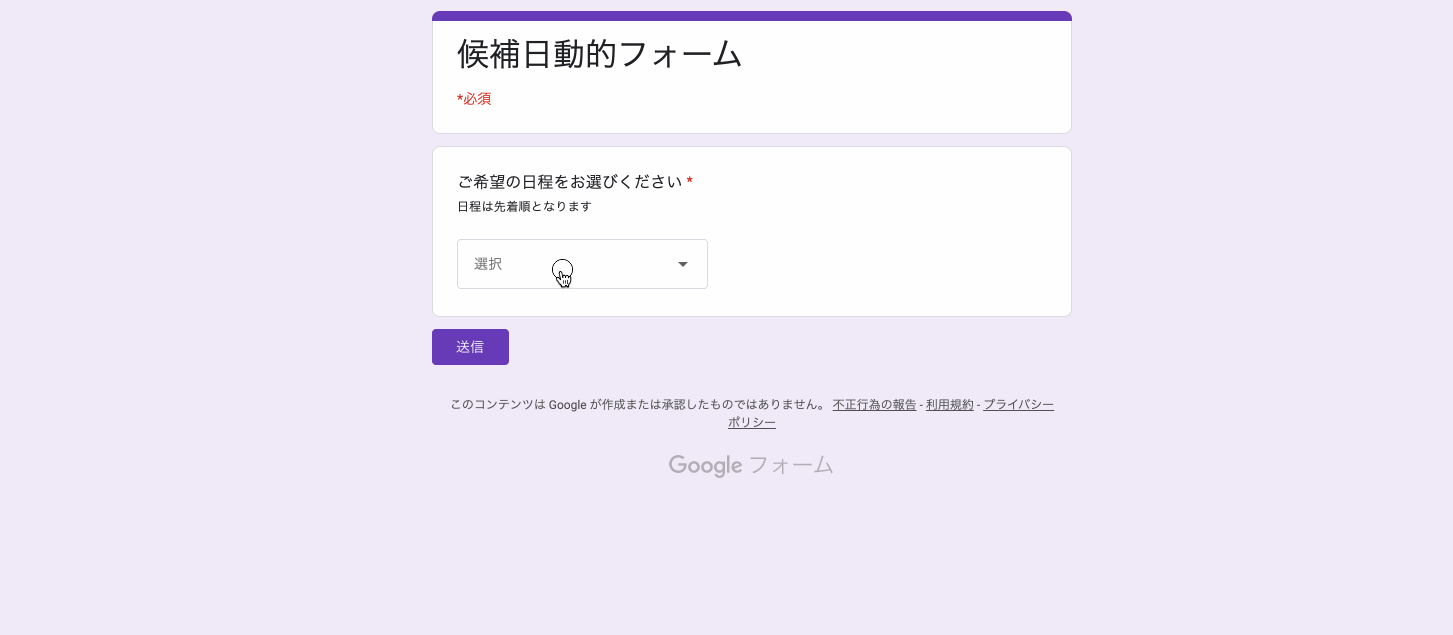 候補日動的フォーム
*必須
ご希望の日程をお選びください *
日程は先着順となります
選択
送信
このコンテンツは Google が作成または承認したものではありません。 不正行為の報告 - 利用規約 - プライバシー
ポリシー
Google フォーム